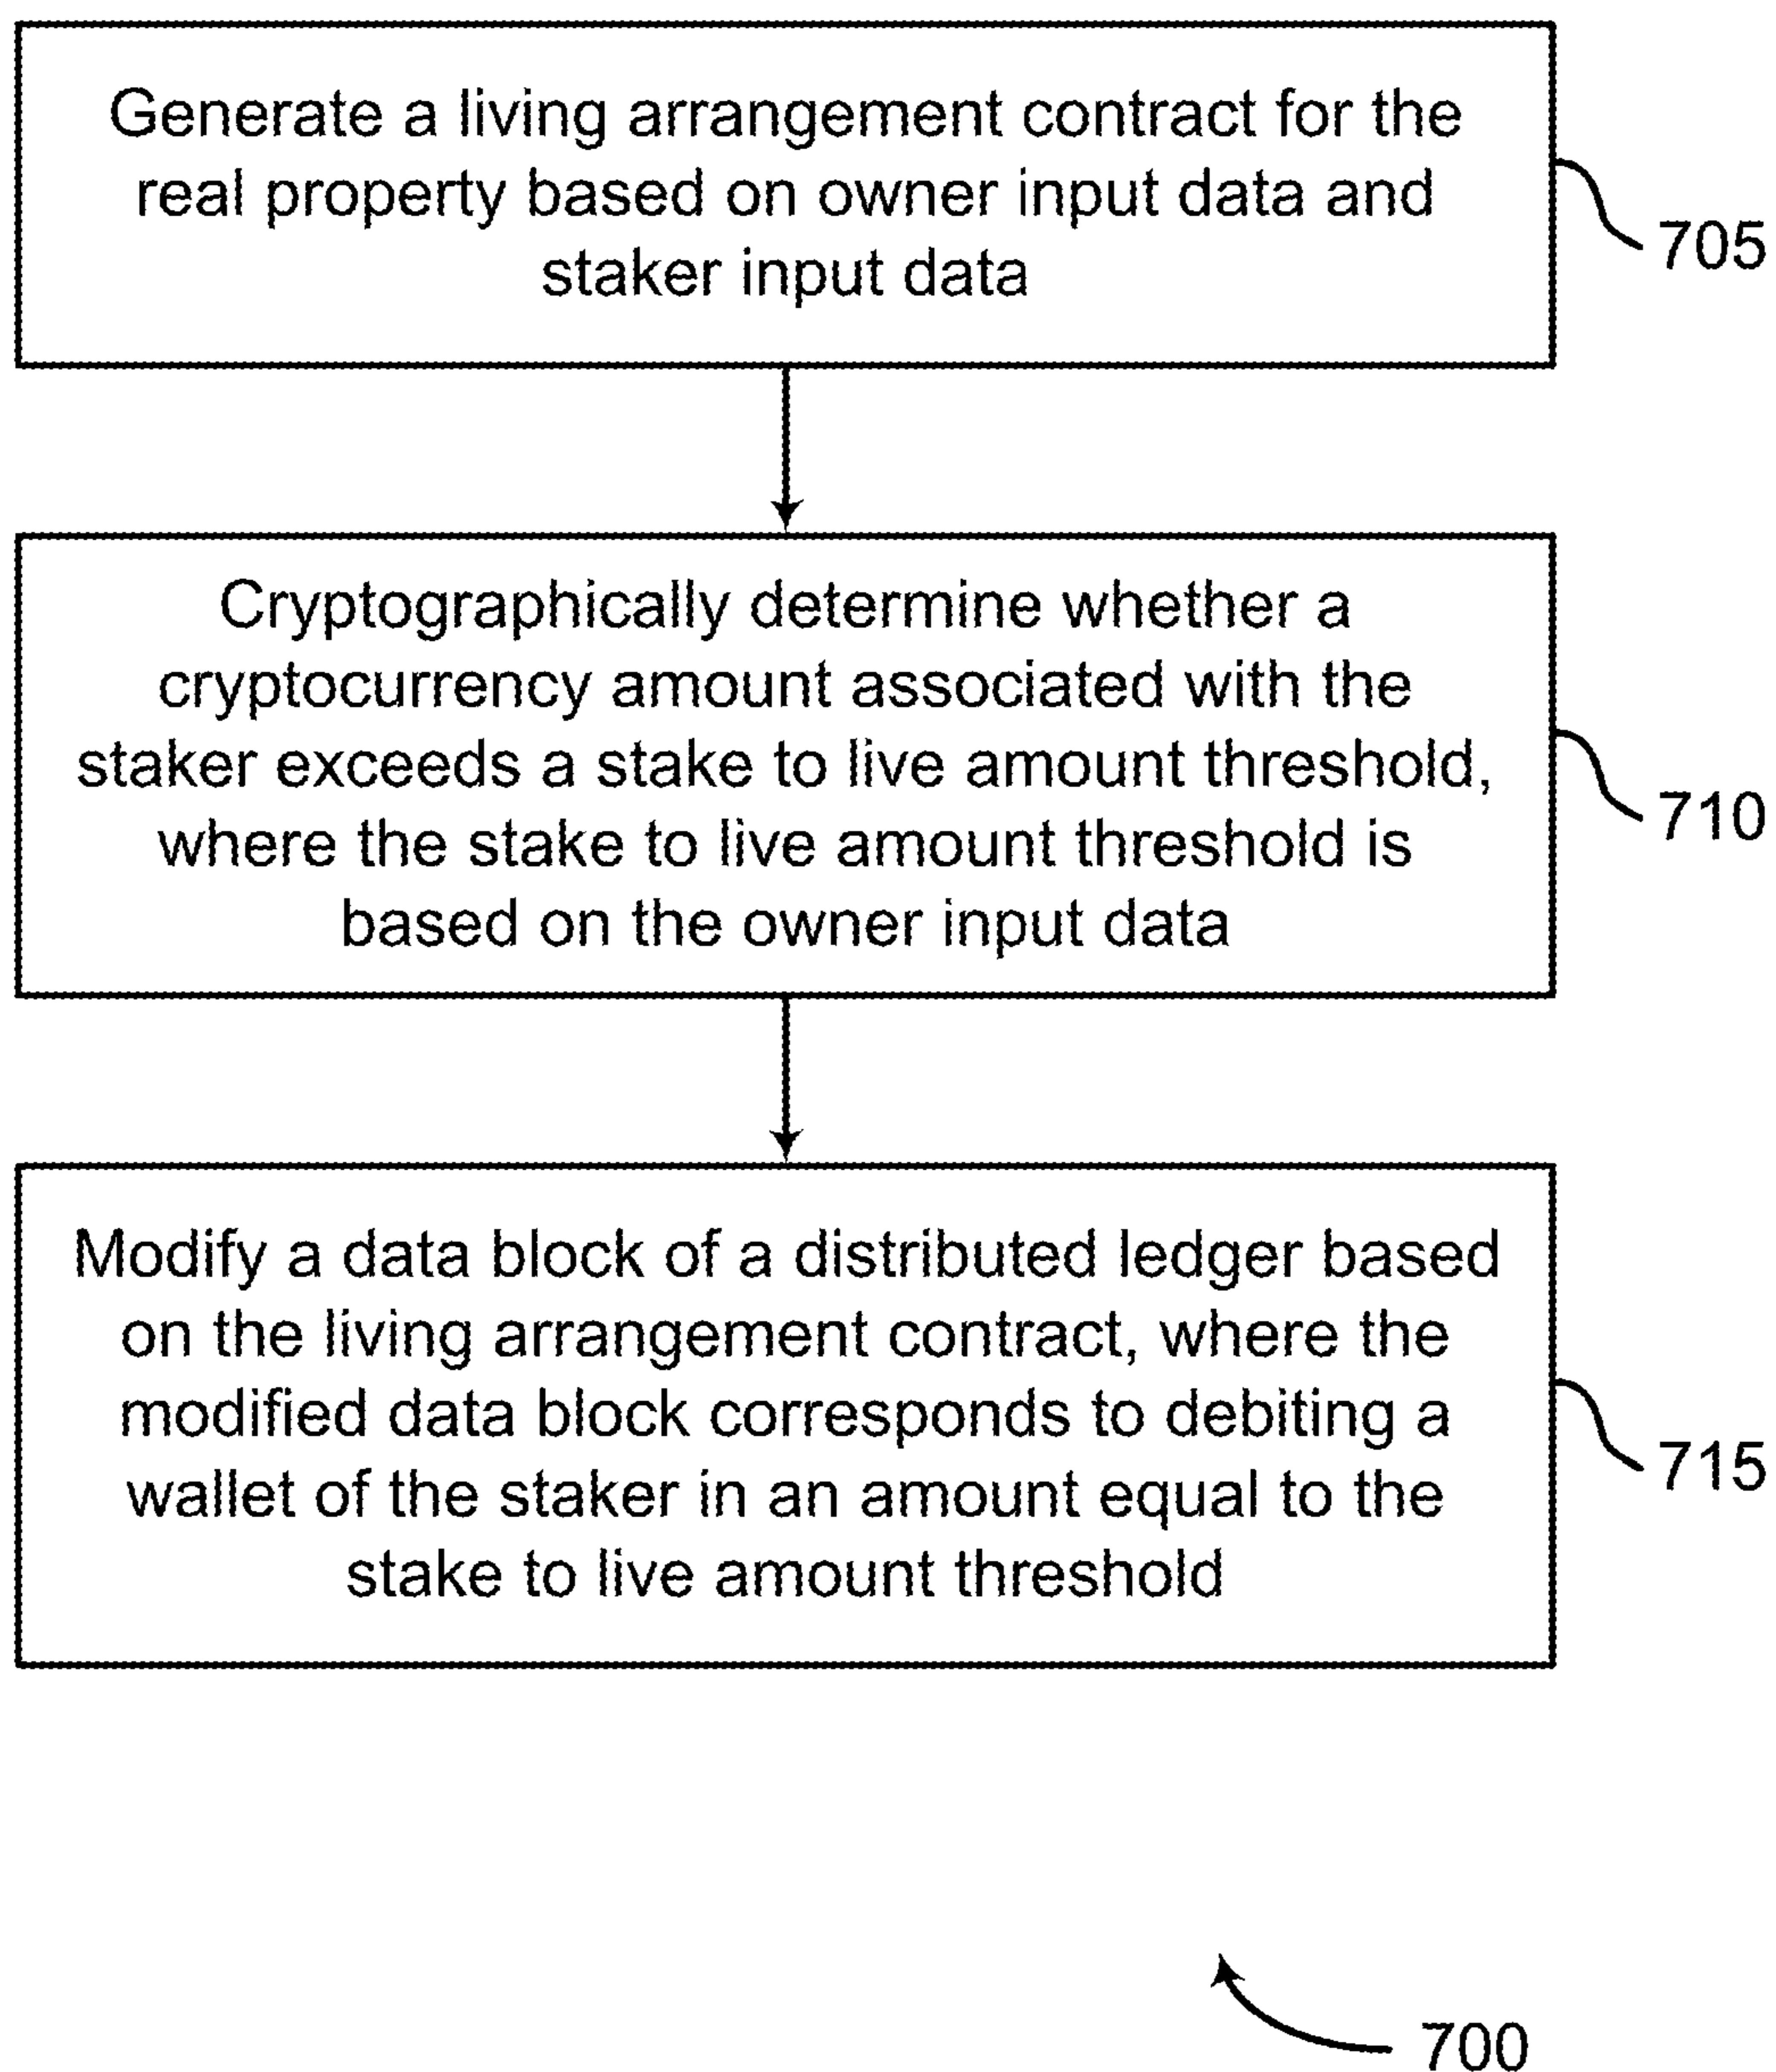 Generate a living arrangement contract for the
real property based on owner input data and
staker input data
705
Cryptographically determine whether a
cryptocurrency amount associated with the
staker exceeds a stake to live amount threshold,
where the stake to live amount threshold is
based on the owner input data
710
Modify a data block of a distributed ledger based
on the living arrangement contract, where the
modified data block corresponds to debiting a
wallet of the staker in an amount equal to the
stake to live amount threshold
715
700